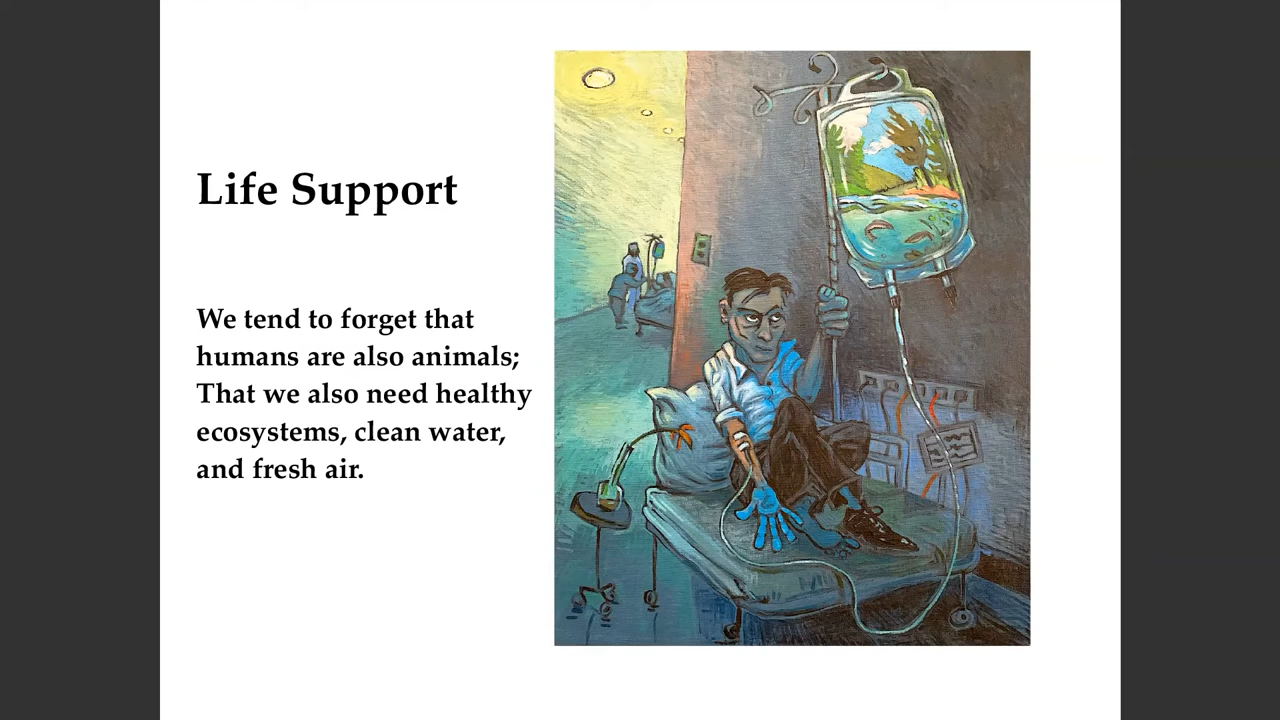 Life Support
We tend to forget that
humans are also animals;
That we also need healthy
ecosystems, clean water,
and fresh air.